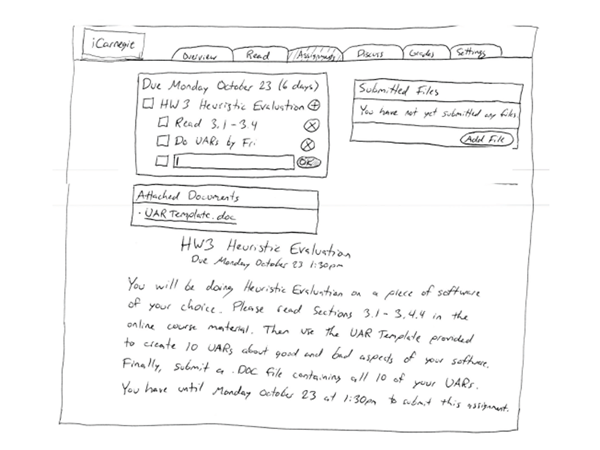 iCarnegie
Overview Read Assignments Discuss Grades Settings
Due Monday October 23 (6 days)
HW3 Heuristic Evaluation +
Read 3.1-3.4 X
Do UARs by Fri X
OK
Submitted Files
You have not yet submitted any files.
Add File
Attached Documents
· UAR Template.doc
HW3 Heuristic Evaluation
Due Monday October 23 1:30pm
You will be doing Heuristic Evaluation on a piece of software
of your choice. Please read Sections 3.1 - 3.4.4 in the
online course material. Then use the UAR Template provided
to create 10 UARs about good and bad aspects of your software.
Finally, submit a .DOC file containing all 10 of your UARs.
You have until Monday October 23 at 1:30pm to submit this assignment.